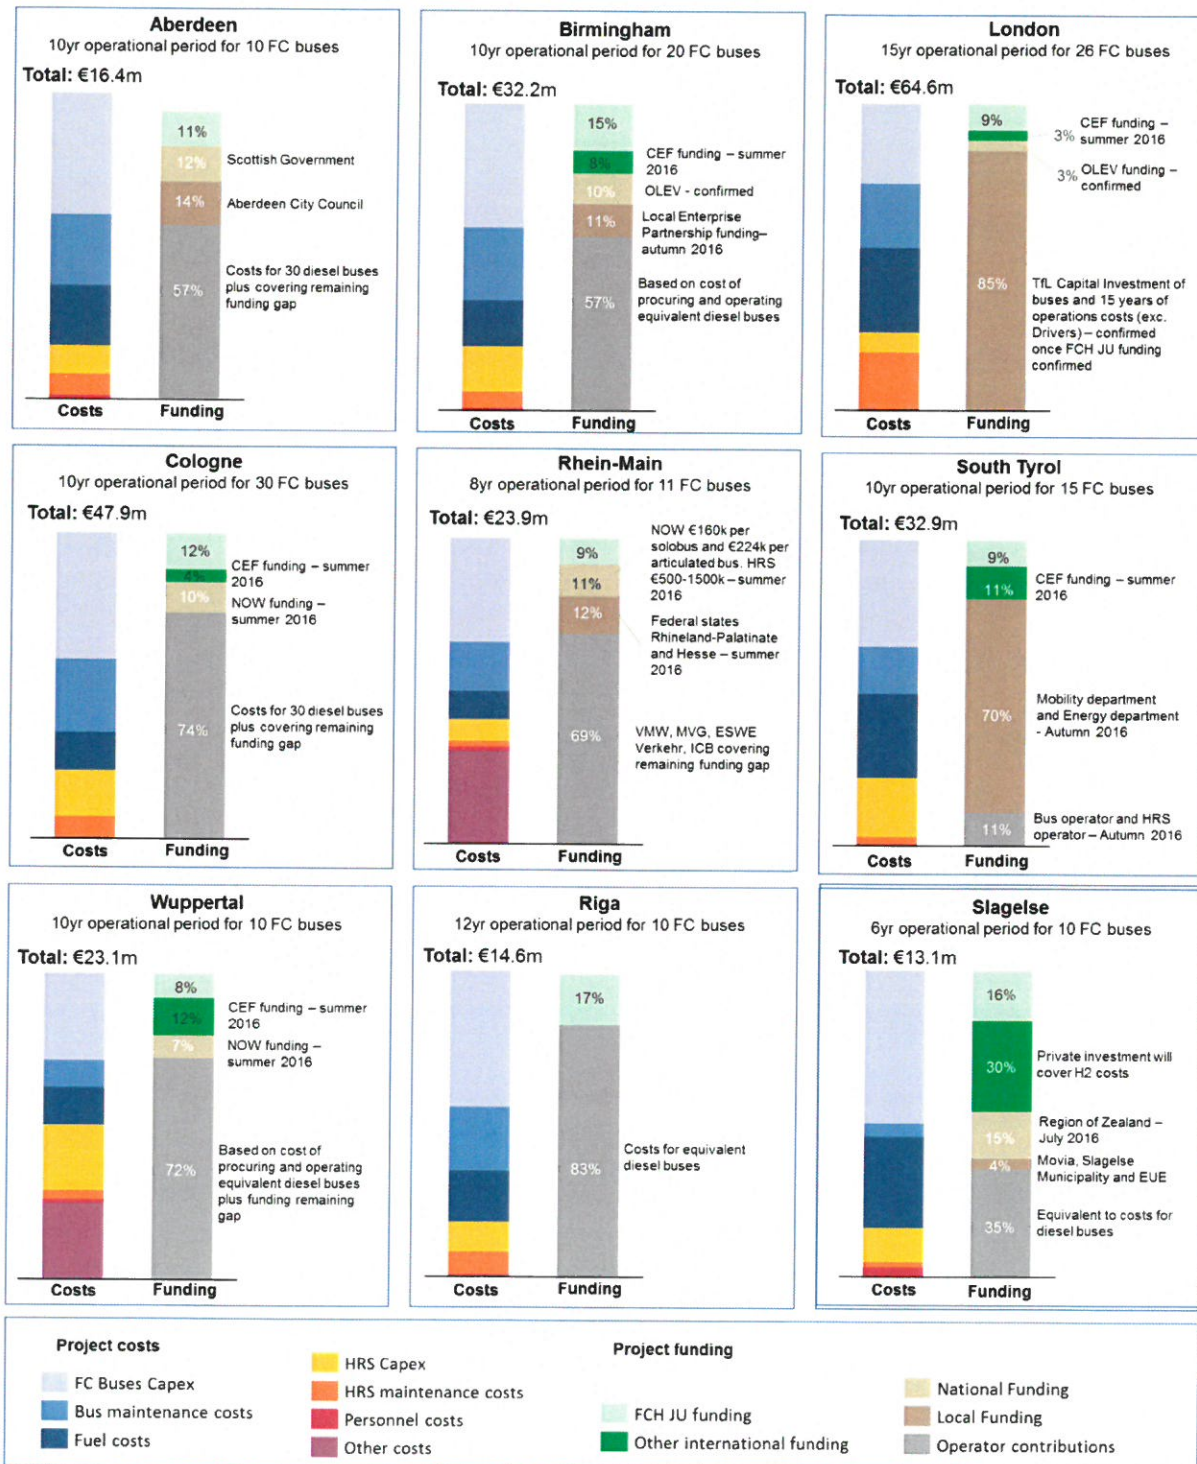 Aberdeen
10yr operational period for 10 FC buses
Total: €16.4m
11%
12%
Scottish Government
14%
Aberdeen City Council
57%
Costs for 30 diesel buses
plus covering remaining
funding gap
Costs
Funding
Birmingham
10yr operational period for 20 FC buses
Total: €32.2m
15%
8%
CEF funding – summer
2016
10%
OLEV - confirmed
11%
Local Enterprise
Partnership funding–
autumn 2016
57%
Based on cost of
procuring and operating
equivalent diesel buses
Costs
Funding
London
15yr operational period for 26 FC buses
Total: €64.6m
9%
3%
CEF funding –
summer 2016
3%
OLEV funding –
confirmed
85%
TfL Capital Investment of
buses and 15 years of
operations costs (exc.
Drivers) – confirmed
once FCH JU funding
confirmed
Costs
Funding
Cologne
10yr operational period for 30 FC buses
Total: €47.9m
12%
4%
CEF funding – summer
2016
10%
NOW funding –
summer 2016
74%
Costs for 30 diesel buses
plus covering remaining
funding gap
Costs
Funding
Rhein-Main
8yr operational period for 11 FC buses
Total: €23.9m
9%
11%
NOW €160k per
solobus and €224k per
articulated bus. HRS
€500-1500k – summer
2016
12%
Federal states
Rhineland-Palatinate
and Hesse – summer
2016
69%
VMW, MVG, ESWE
Verkehr, ICB covering
remaining funding gap
Costs
Funding
South Tyrol
10yr operational period for 15 FC buses
Total: €32.9m
9%
11%
CEF funding – summer
2016
70%
Mobility department
and Energy department
- Autumn 2016
11%
Bus operator and HRS
operator – Autumn 2016
Costs
Funding
Wuppertal
10yr operational period for 10 FC buses
Total: €23.1m
8%
12%
CEF funding – summer
2016
7%
NOW funding –
summer 2016
72%
Based on cost of
procuring and operating
equivalent diesel buses
plus funding remaining
gap
Costs
Funding
Riga
12yr operational period for 10 FC buses
Total: €14.6m
17%
83%
Costs for equivalent
diesel buses
Costs
Funding
Slagelse
6yr operational period for 10 FC buses
Total: €13.1m
16%
30%
Private investment will
cover H2 costs
15%
Region of Zealand –
July 2016
4%
Movia, Slagelse
Municipality and EUE
35%
Equivalent to costs for
diesel buses
Costs
Funding
Project costs
FC Buses Capex
Bus maintenance costs
Fuel costs
HRS Capex
HRS maintenance costs
Personnel costs
Other costs
Project funding
FCH JU funding
Other international funding
National Funding
Local Funding
Operator contributions